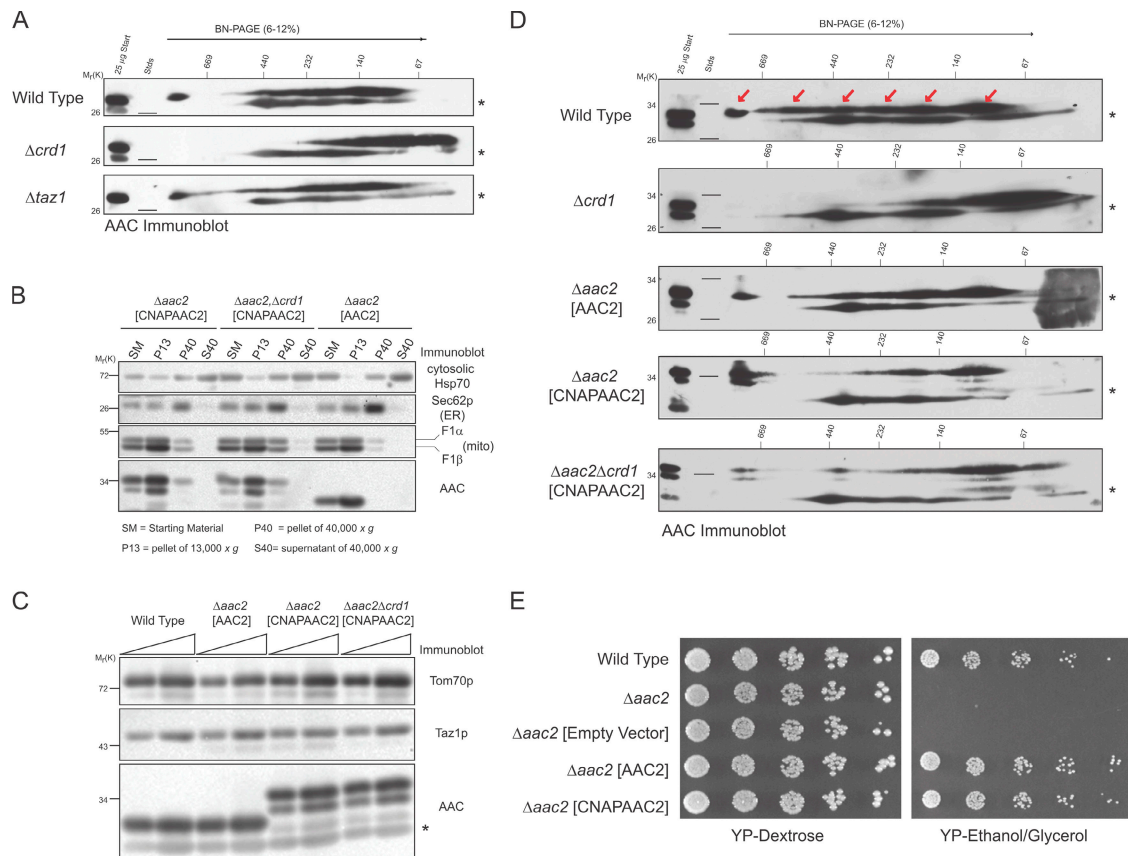 A
BN-PAGE (6-12%)
25 µg Start
Stds
669
440
232
140
67
Mr(K)
Wild Type
26
*
Δcrd1
26
*
Δtaz1
26
*
AAC Immunoblot
B
Δaac2 [CNAPAAC2]
Δaac2,Δcrd1 [CNAPAAC2]
Δaac2 [AAC2]
SM P13 P40 S40 SM P13 P40 S40 SM P13 P40 S40
Immunoblot
Mr(K)
72
cytosolic Hsp70
26
Sec62p (ER)
55
F1α
(mito)
F1β
34
AAC
SM = Starting Material P40 = pellet of 40,000 x g
P13 = pellet of 13,000 x g S40= supernatant of 40,000 x g
C
Wild Type
Δaac2 [AAC2]
Δaac2 [CNAPAAC2]
Δaac2Δcrd1 [CNAPAAC2]
Immunoblot
Mr(K)
72
Tom70p
43
Taz1p
34
AAC
*
D
BN-PAGE (6-12%)
25 µg Start
Stds
669
440
232
140
67
Mr(K)
Wild Type
34
26
*
669
440
232
140
67
Δcrd1
34
26
*
669
440
232
140
67
Δaac2 [AAC2]
34
26
*
669
440
232
140
67
Δaac2 [CNAPAAC2]
34
*
669
440
232
140
67
Δaac2Δcrd1 [CNAPAAC2]
34
*
AAC Immunoblot
E
Wild Type
Δaac2
Δaac2 [Empty Vector]
Δaac2 [AAC2]
Δaac2 [CNAPAAC2]
YP-Dextrose
YP-Ethanol/Glycerol